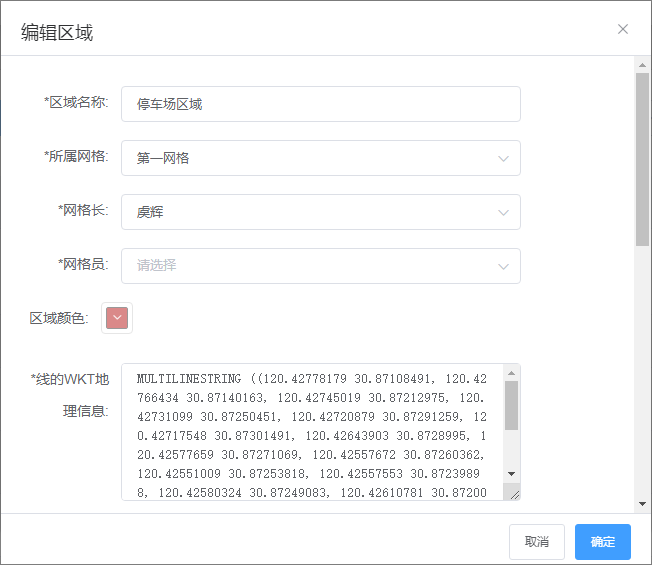 编辑区域
*区域名称:
停车场区域
*所属网格:
第一网格
*网格长:
虞辉
*网格员:
请选择
区域颜色:
*线的WKT地
理信息:
MULTILINESTRING ((120.42778179 30.87108491, 120.42
766434 30.87140163, 120.42745019 30.87212975, 120.
42731099 30.87250451, 120.42720879 30.87291259, 12
0.42717548 30.87301491, 120.42643903 30.8728995, 1
20.42577659 30.87271069, 120.42557672 30.87260362,
120.42551009 30.87253818, 120.42557553 30.8723989
8, 120.42580324 30.87249083, 120.42610781 30.87200
取消
确定